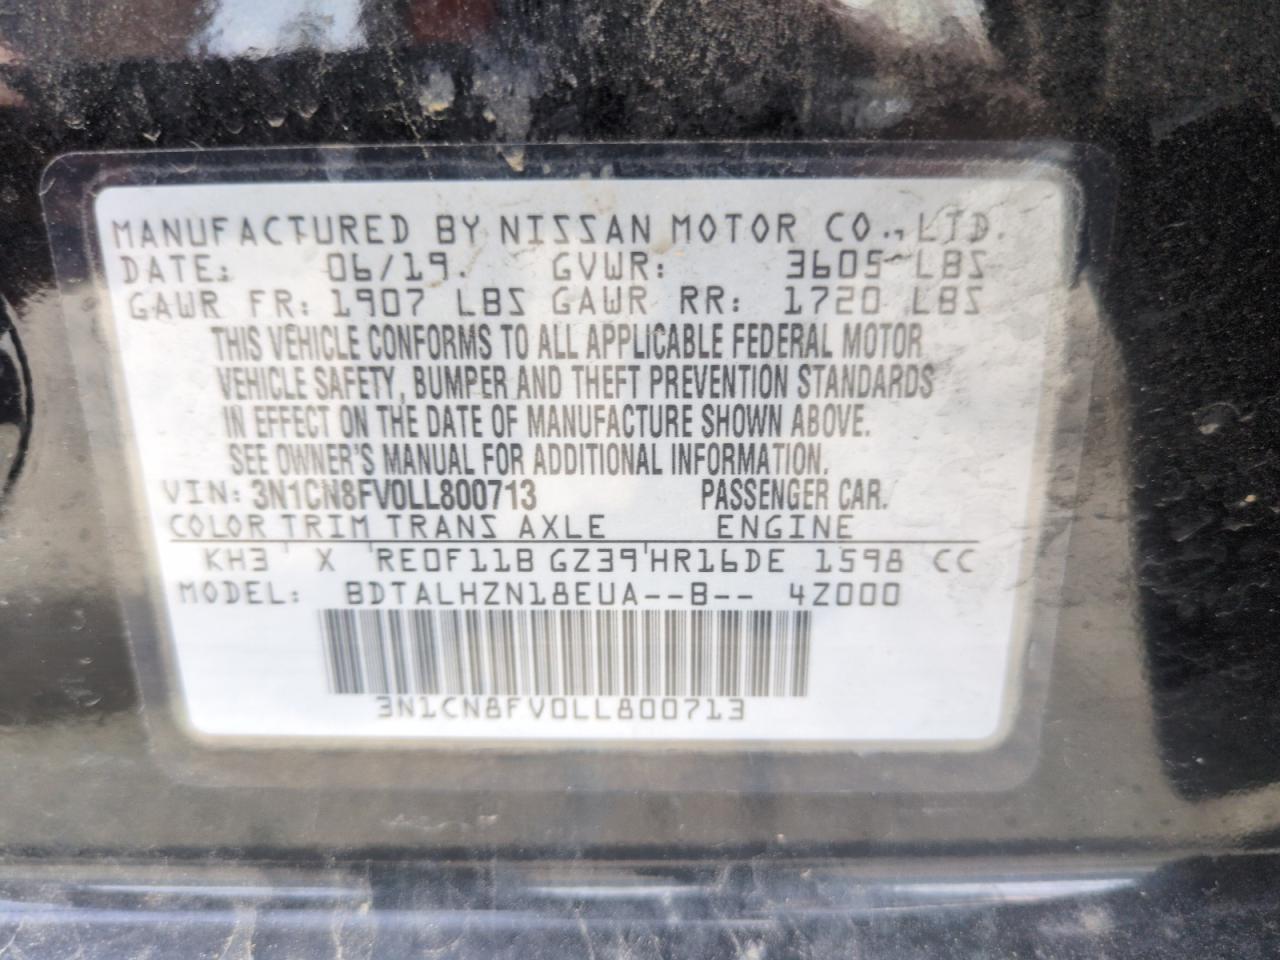 MANUFACTURED BY NISSAN MOTOR CO., LTD.
DATE: 06/19. GVWR: 3605 LBS
GAWR FR: 1907 LBS GAWR RR: 1720 LBS
THIS VEHICLE CONFORMS TO ALL APPLICABLE FEDERAL MOTOR
VEHICLE SAFETY, BUMPER AND THEFT PREVENTION STANDARDS
IN EFFECT ON THE DATE OF MANUFACTURE SHOWN ABOVE.
SEE OWNER'S MANUAL FOR ADDITIONAL INFORMATION.
VIN: 3N1CN8FV0LL800713 PASSENGER CAR.
COLOR TRIM TRANS AXLE ENGINE
KH3 X RE0F11B GZ39 HR16DE 1598 CC
MODEL: BDTALHZN18EUA--B-- 4Z000
3N1CN8FV0LL800713